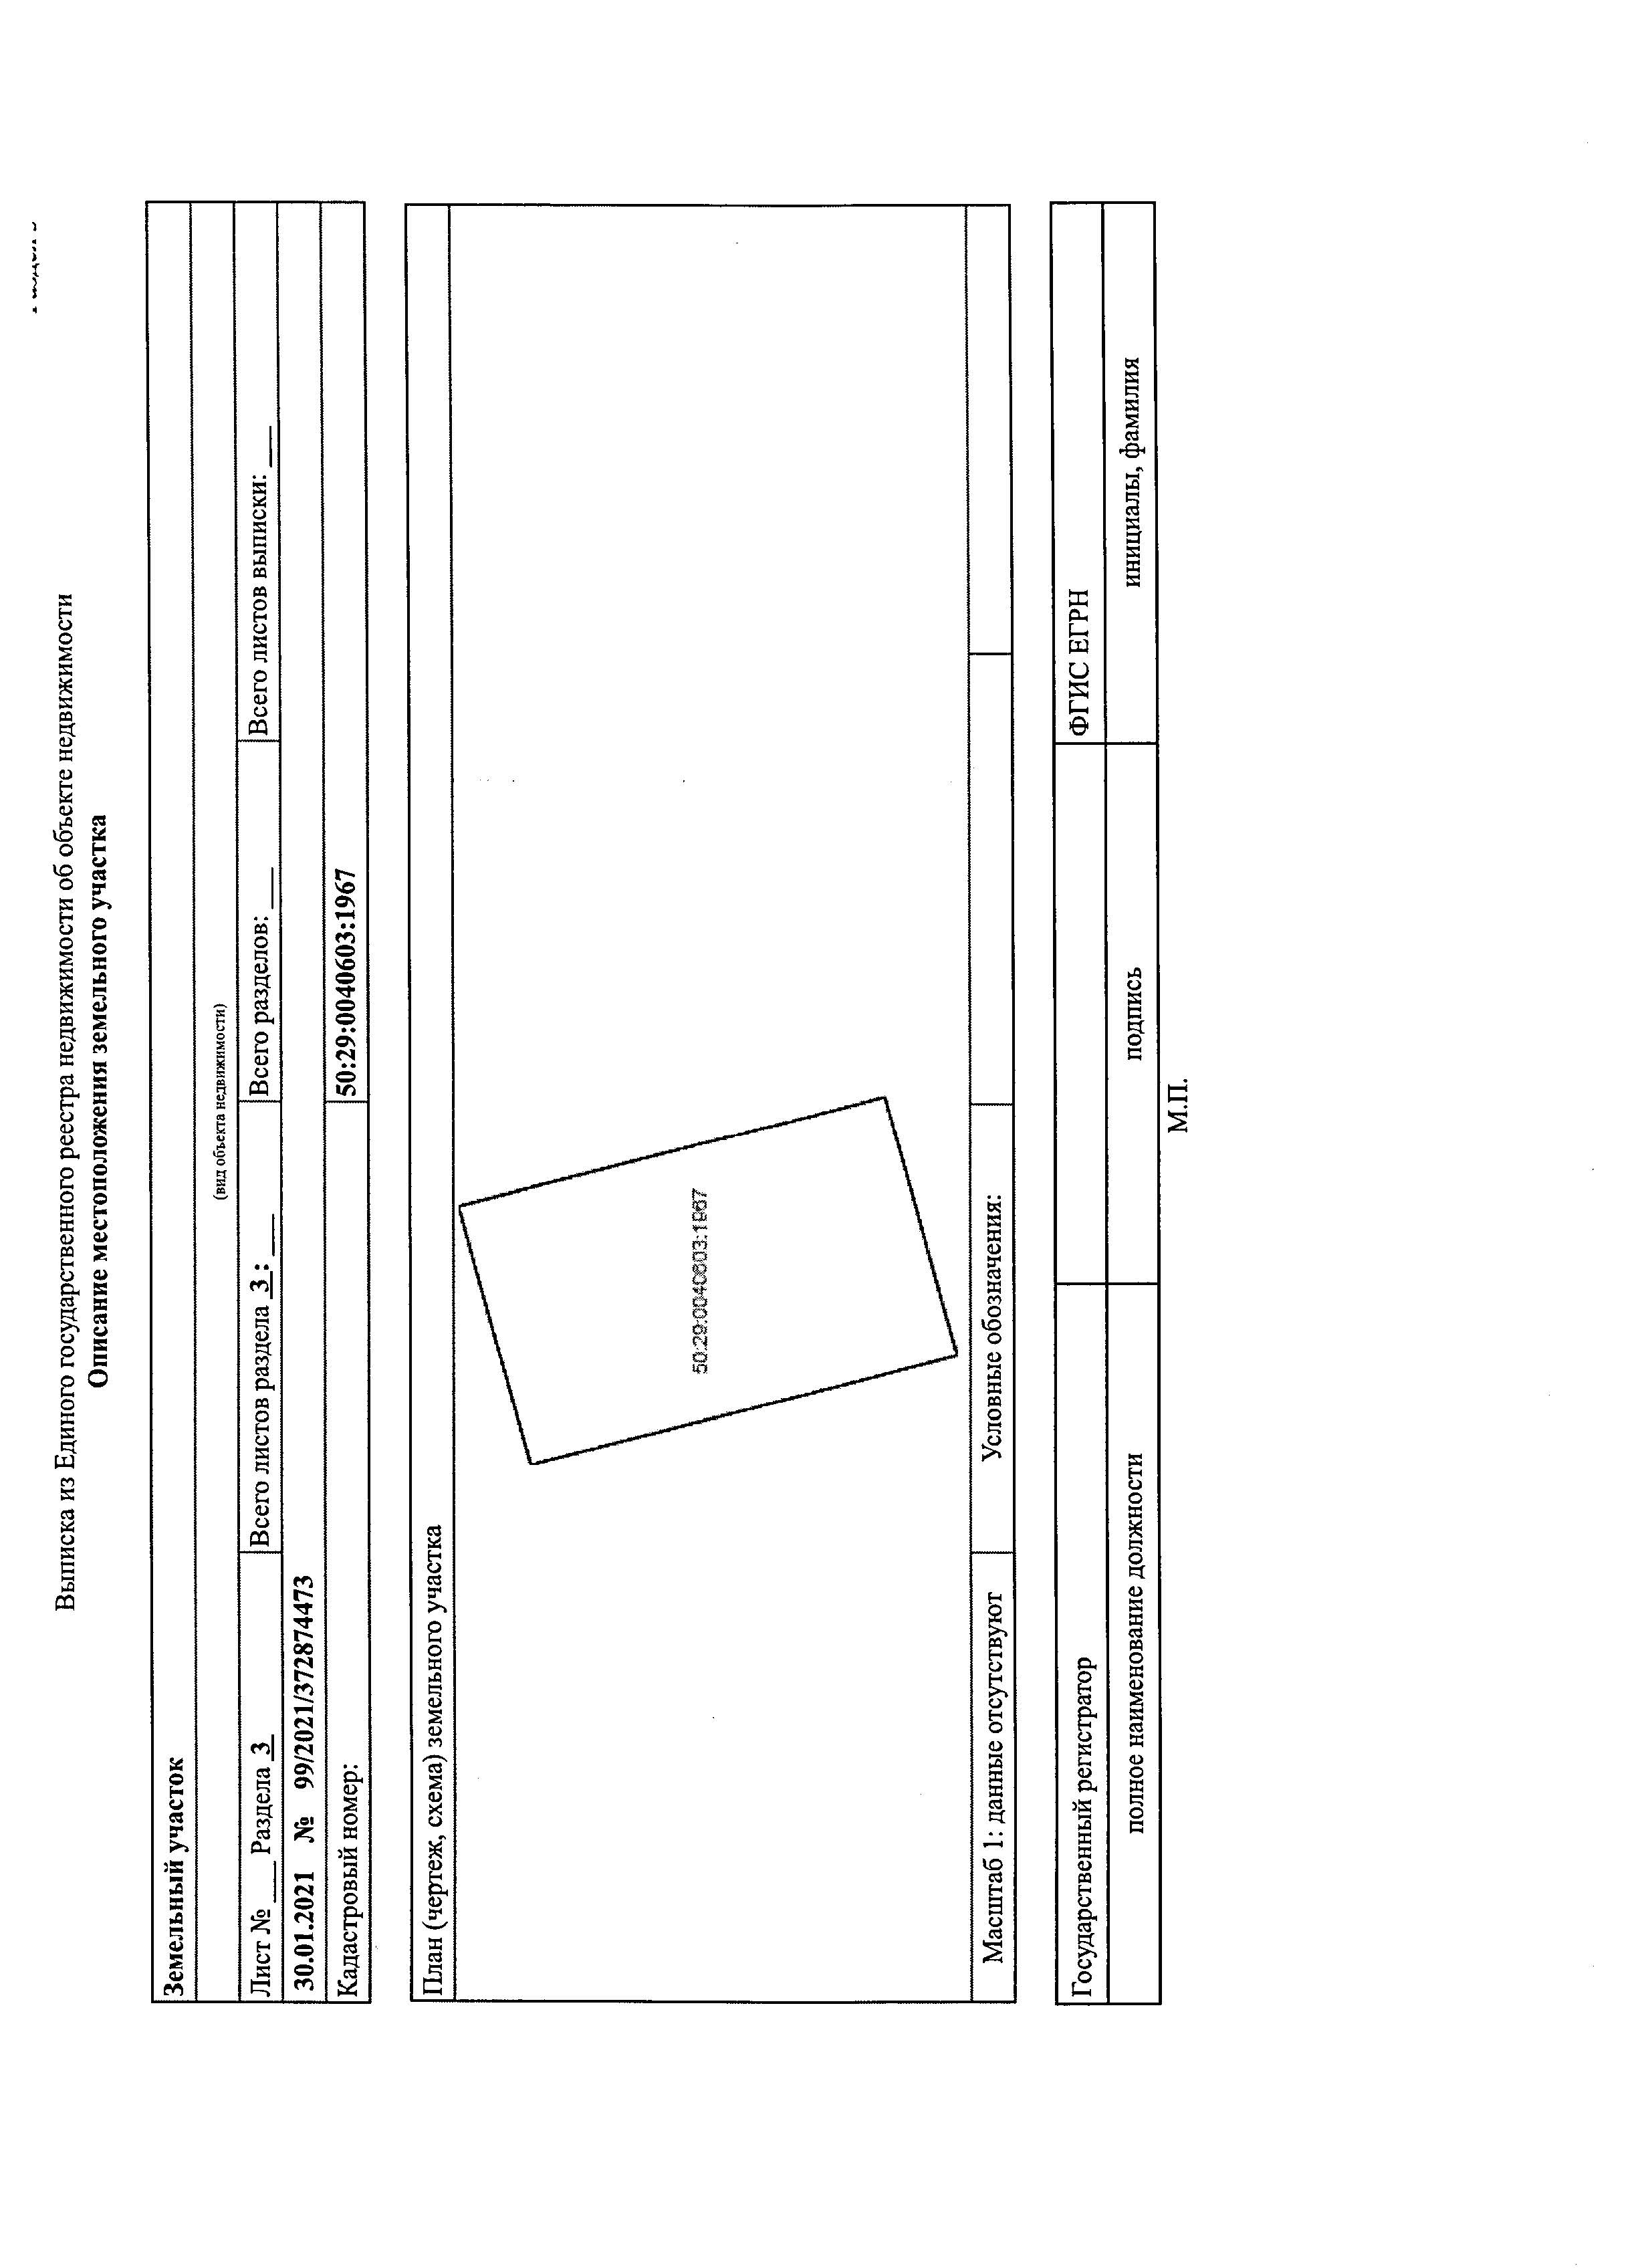 Выписка из Единого государственного реестра недвижимости об объекте недвижимости
Описание местоположения земельного участка
Земельный участок
(вид объекта недвижимости)
Лист № ___ Раздела 3 Всего листов раздела 3 : ___ Всего разделов: ___ Всего листов выписки: ___
30.01.2021 № 99/2021/372874473
Кадастровый номер: 50:29:0040603:1967
План (чертеж, схема) земельного участка
50:29:0040603:1967
Масштаб 1: данные отсутствуют Условные обозначения:
Государственный регистратор ФГИС ЕГРН
полное наименование должности подпись инициалы, фамилия
М.П.